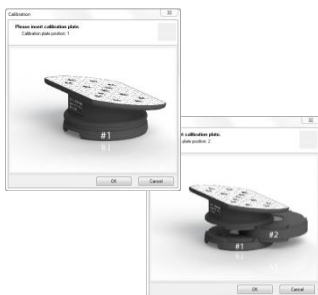 Calibration
Please insert calibration plate.
Calibration plate position: 1
#1
OK
Cancel
t calibration plate.
plate position: 2
#2
#1
OK
Cancel